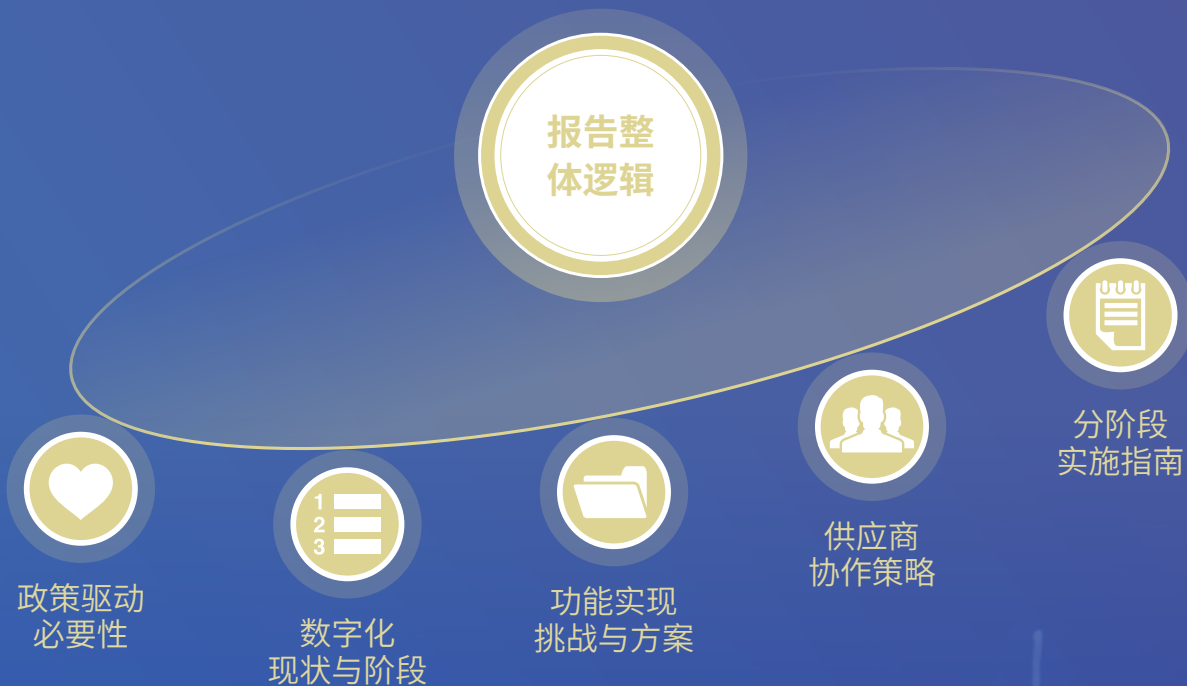 报告整
体逻辑
政策驱动
必要性
1
2
3
数字化
现状与阶段
功能实现
挑战与方案
供应商
协作策略
分阶段
实施指南